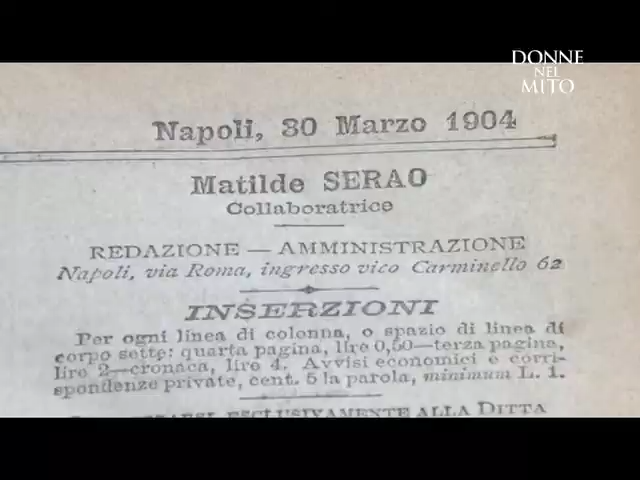 DONNE
NEL
MITO
Napoli, 30 Marzo 1904
Matilde SERAO
Collaboratrice
REDAZIONE — AMMINISTRAZIONE
Napoli, via Roma, ingresso vico Carminello 62
INSERZIONI
Per ogni linea di colonna, o spazio di linea di
corpo sette: quarta pagina, lire 0,50—terza pagina,
lire 2—cronaca, lire 4. Avvisi economici e corri-
spondenze private, cent. 5 la parola, minimum L. 1.
ESCLUSIVAMENTE ALLA DITTA